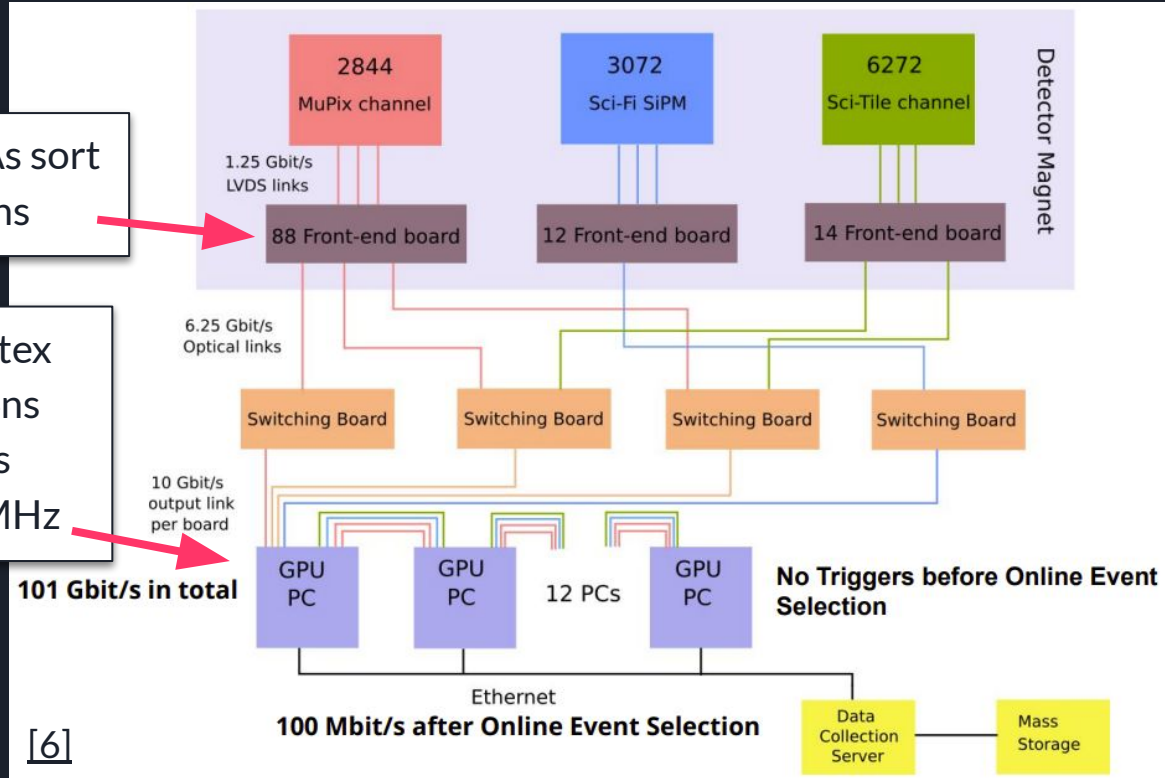 2844
MuPix channel
3072
Sci-Fi SiPM
6272
Sci-Tile channel
Detector Magnet
As sort
ns
1.25 Gbit/s
LVDS links
88 Front-end board
12 Front-end board
14 Front-end board
tex
ns
s
MHz
6.25 Gbit/s
Optical links
Switching Board
Switching Board
Switching Board
Switching Board
10 Gbit/s
output link
per board
101 Gbit/s in total
GPU
PC
GPU
PC
12 PCs
GPU
PC
No Triggers before Online Event
Selection
Ethernet
100 Mbit/s after Online Event Selection
Data
Collection
Server
Mass
Storage
[6]